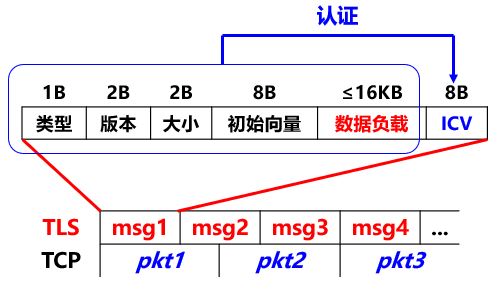 认证
1B 2B 2B 8B ≤16KB 8B
类型 版本 大小 初始向量 数据负载 ICV
TLS msg1 msg2 msg3 msg4 ...
TCP pkt1 pkt2 pkt3